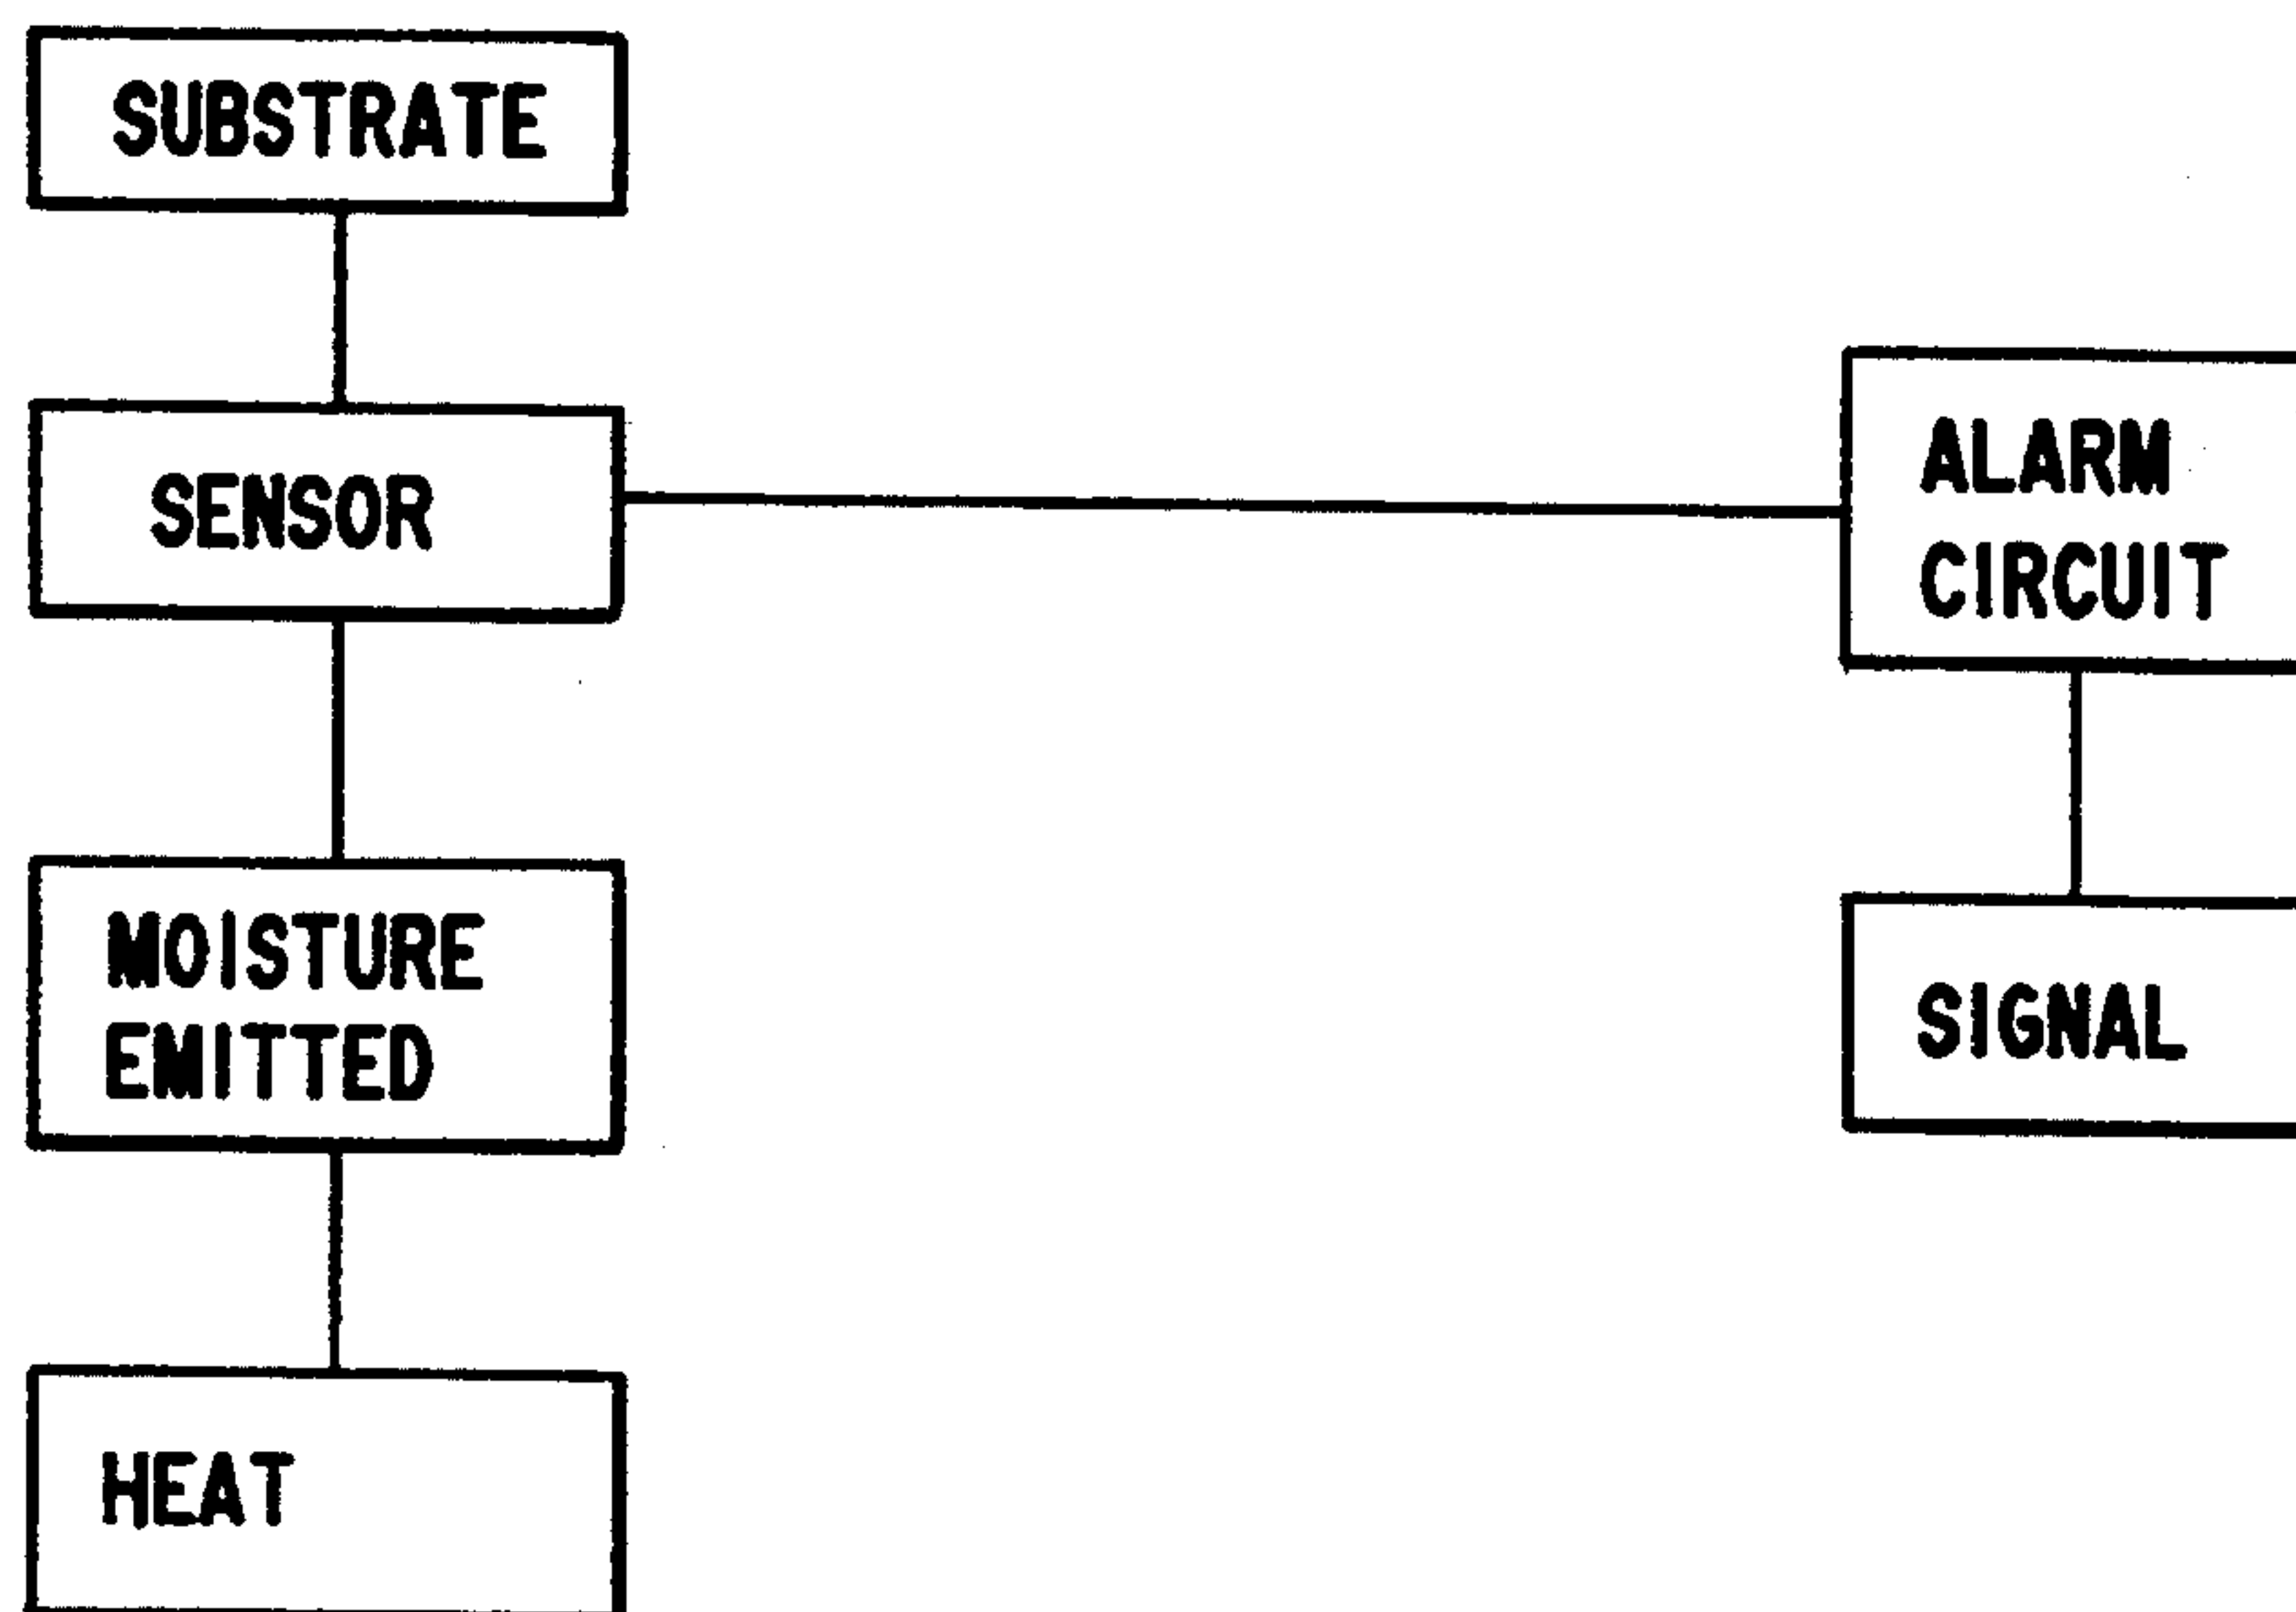 SUBSTRATE
SENSOR
ALARM
CIRCUIT
MOISTURE
EMITTED
SIGNAL
HEAT